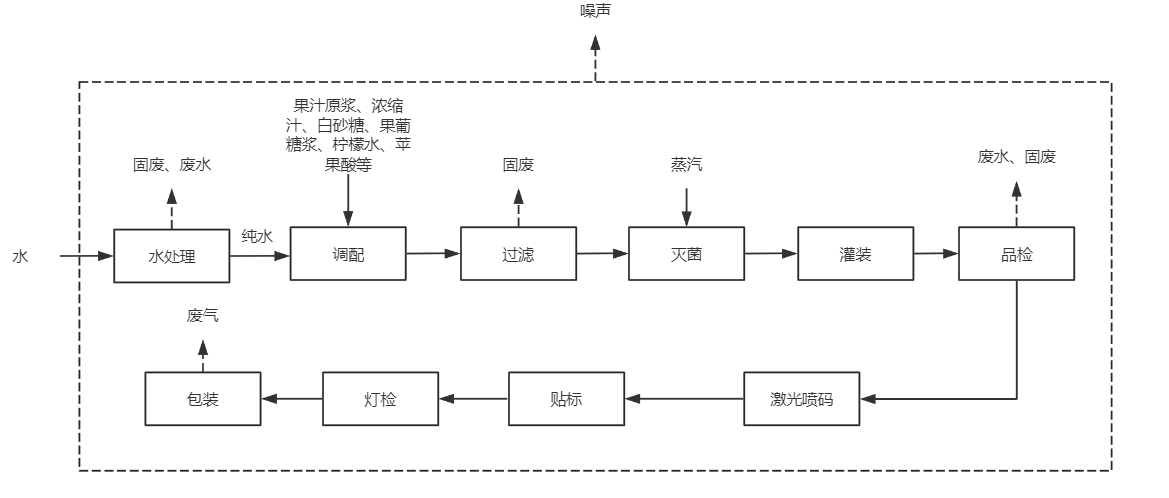 噪声
果汁原浆、浓缩
汁、白砂糖、果葡
糖浆、柠檬水、苹
果酸等
固废、废水
固废
蒸汽
废水、固废
水
水处理
纯水
调配
过滤
灭菌
灌装
品检
废气
包装
灯检
贴标
激光喷码